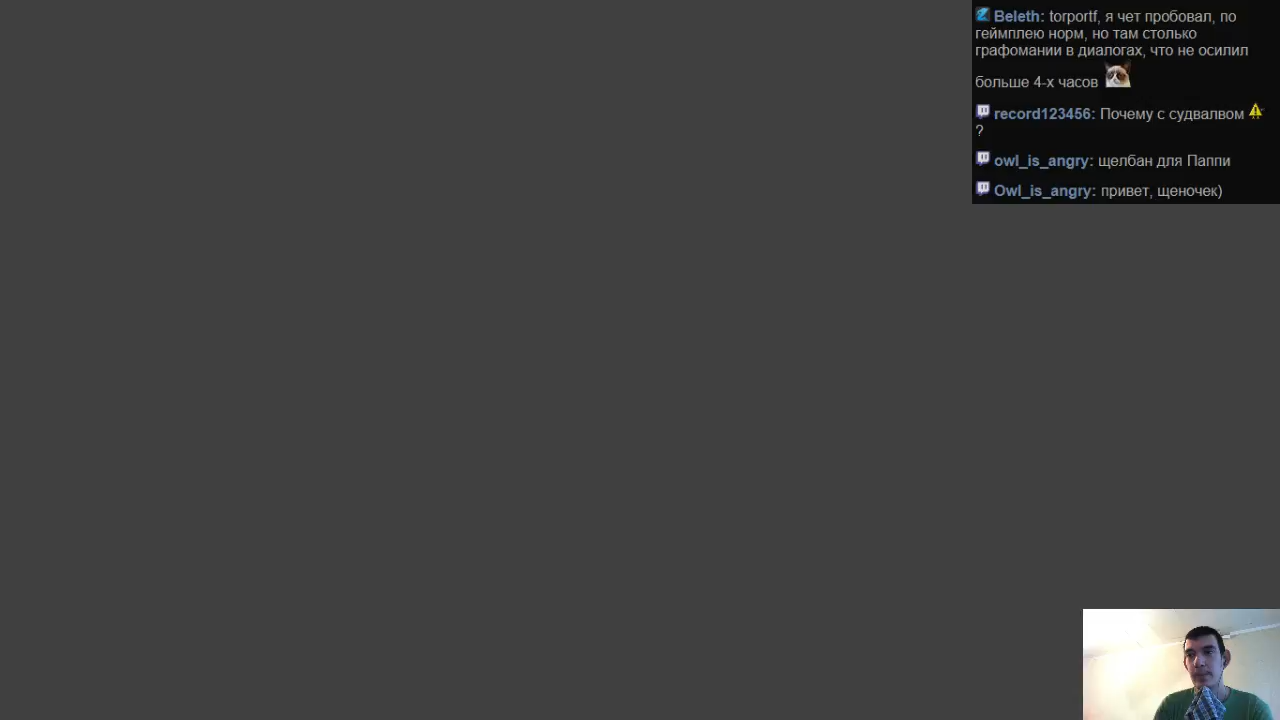 Beleth: torportf, я чет пробовал, по
геймплею норм, но там столько
графомании в диалогах, что не осилил
больше 4-х часов
record123456: Почему с судвалвом
?
owl_is_angry: щелбан для Паппи
Owl_is_angry: привет, щеночек)